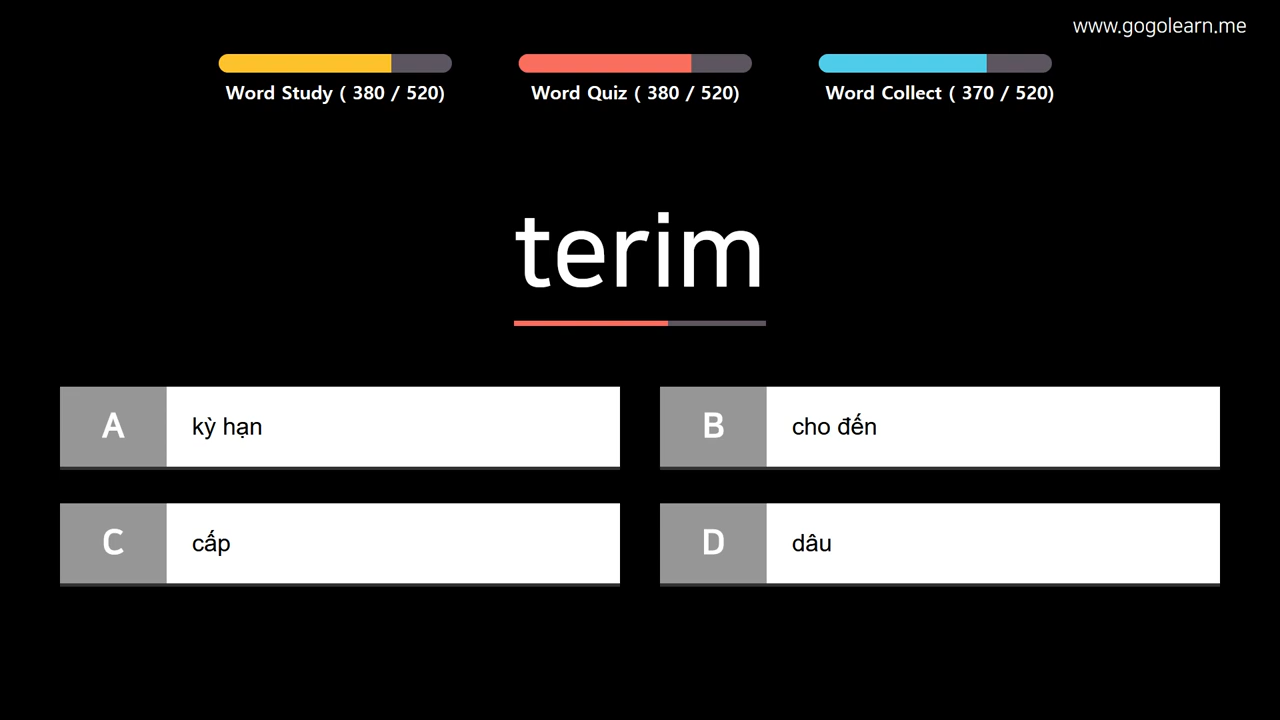 www.gogolearn.me
Word Study ( 380 / 520)
Word Quiz ( 380 / 520)
Word Collect ( 370 / 520)
terim
A
kỳ hạn
B
cho đến
C
cấp
D
dâu